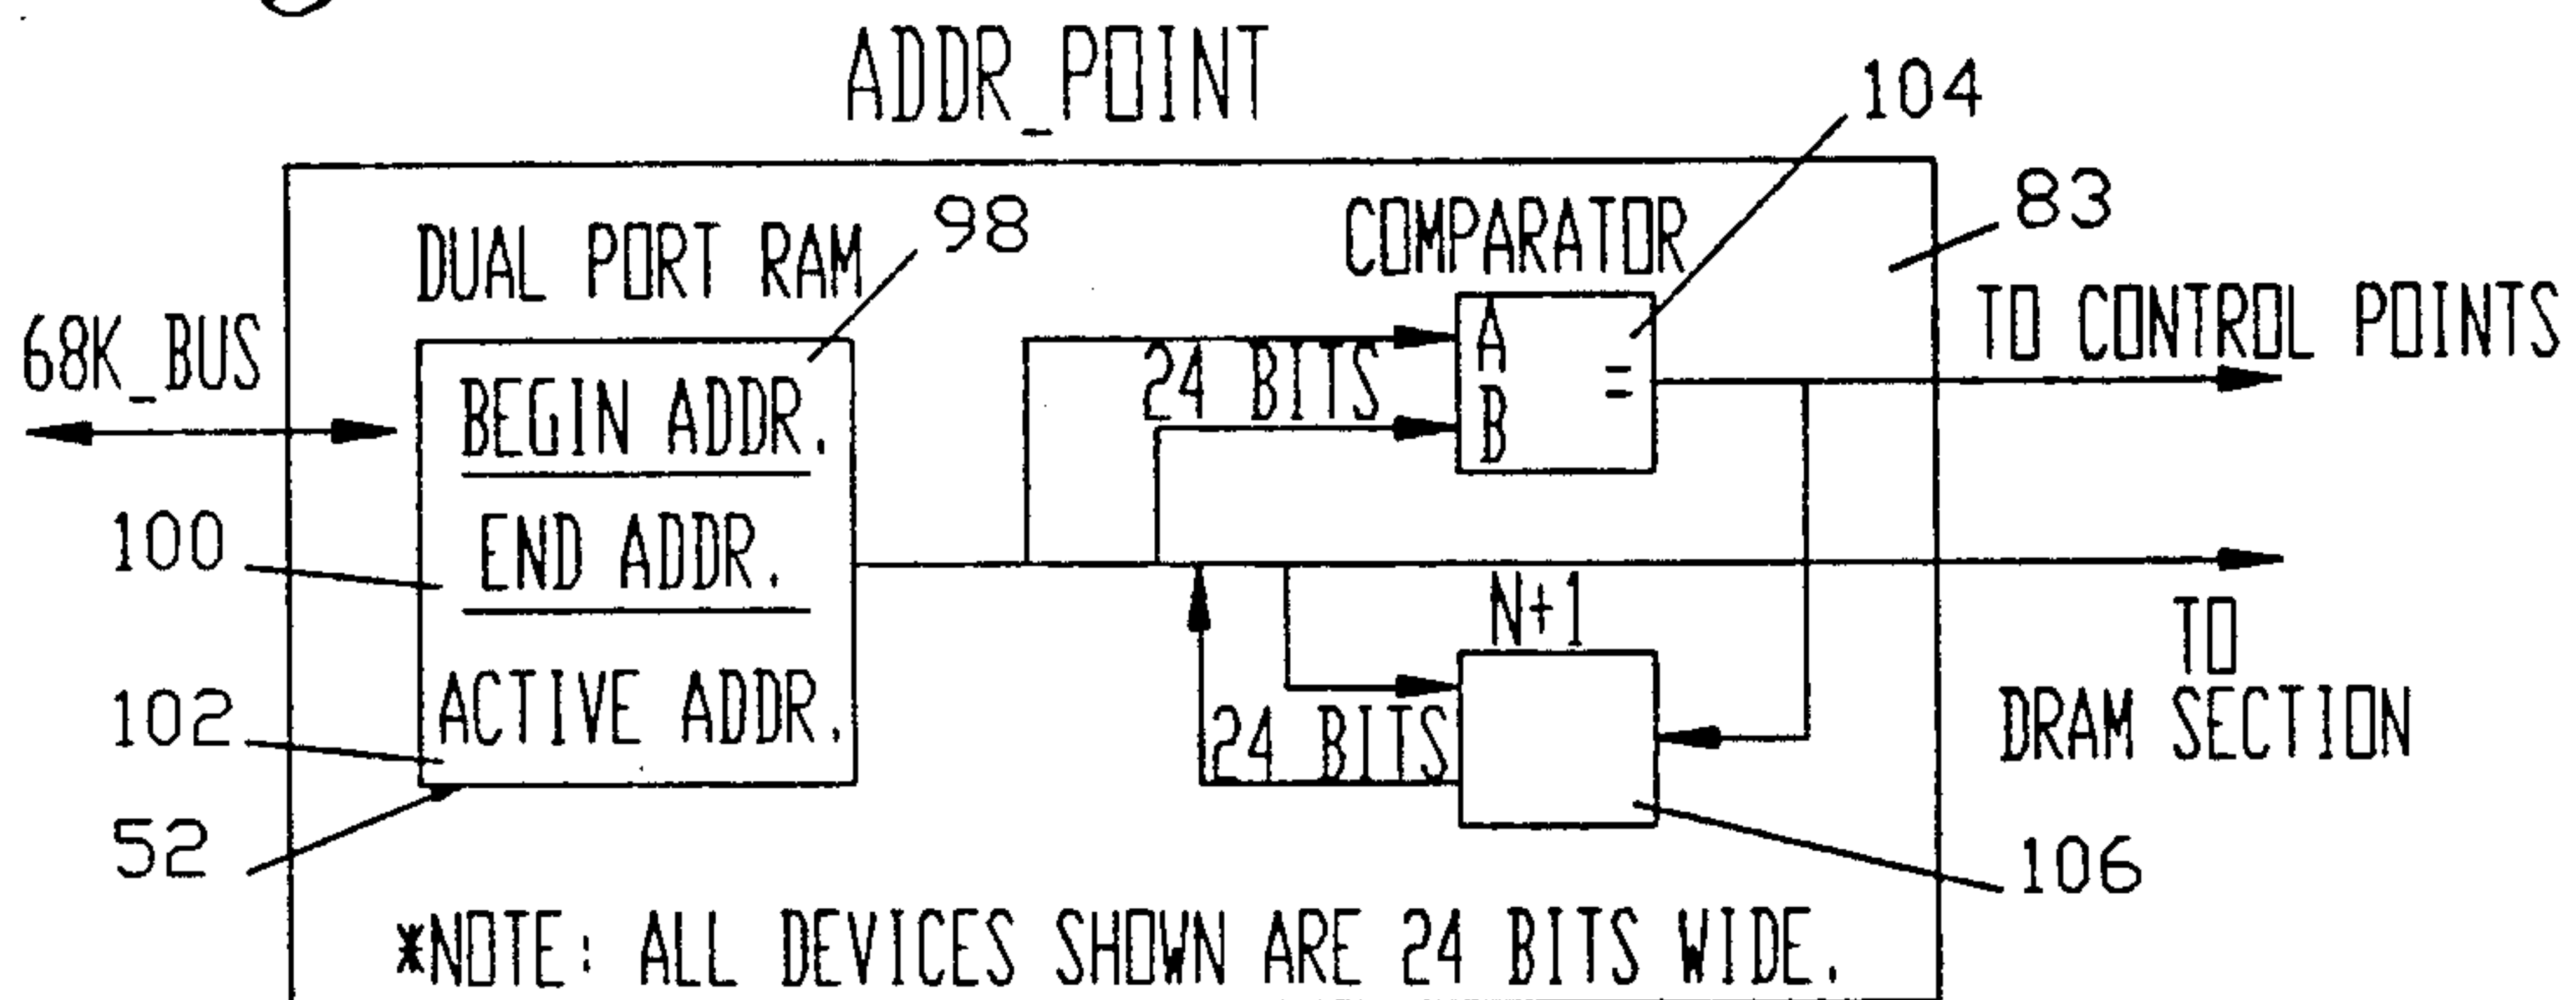 ADDR_POINT
104
83
98
DUAL PORT RAM
COMPARATOR
TO CONTROL POINTS
68K_BUS
A
24 BITS
=
B
BEGIN ADDR.
END ADDR.
100
N+1
TO
DRAM SECTION
ACTIVE ADDR.
102
24 BITS
52
106
*NOTE: ALL DEVICES SHOWN ARE 24 BITS WIDE.